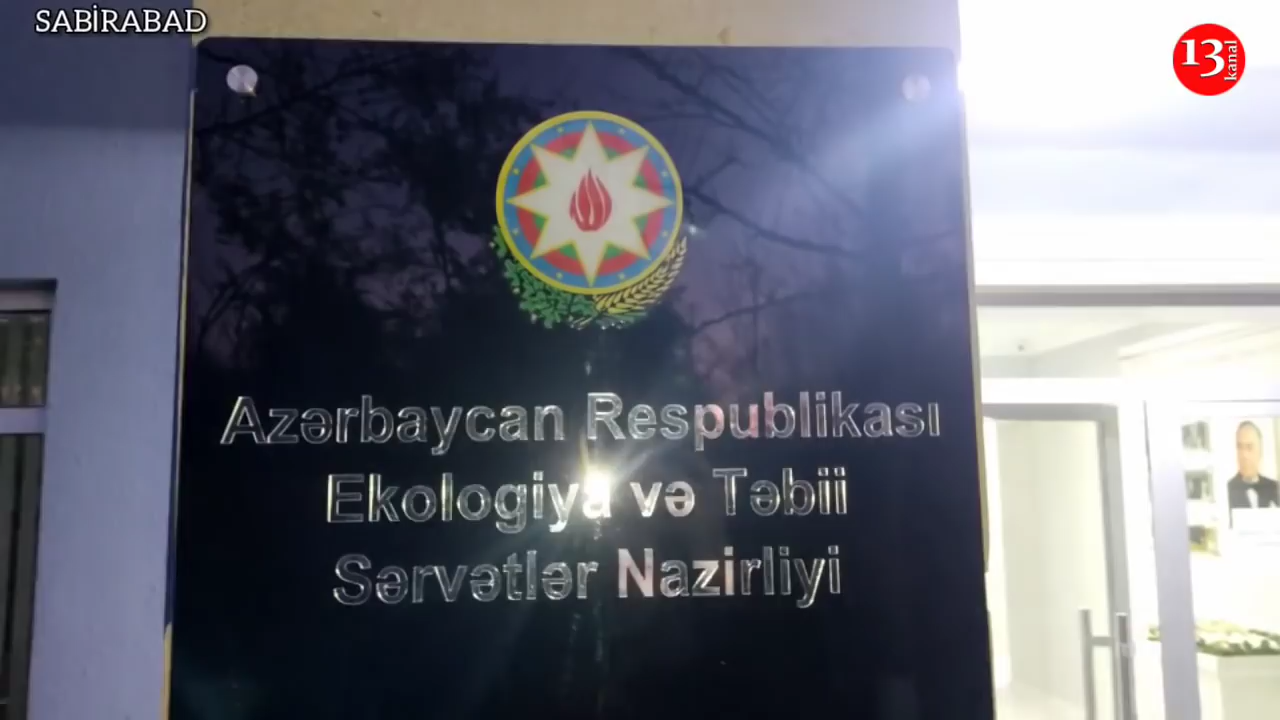 SABİRABAD
13
kanal
Azərbaycan Respublikası
Ekologiya və Təbii
Sərvətlər Nazirliyi